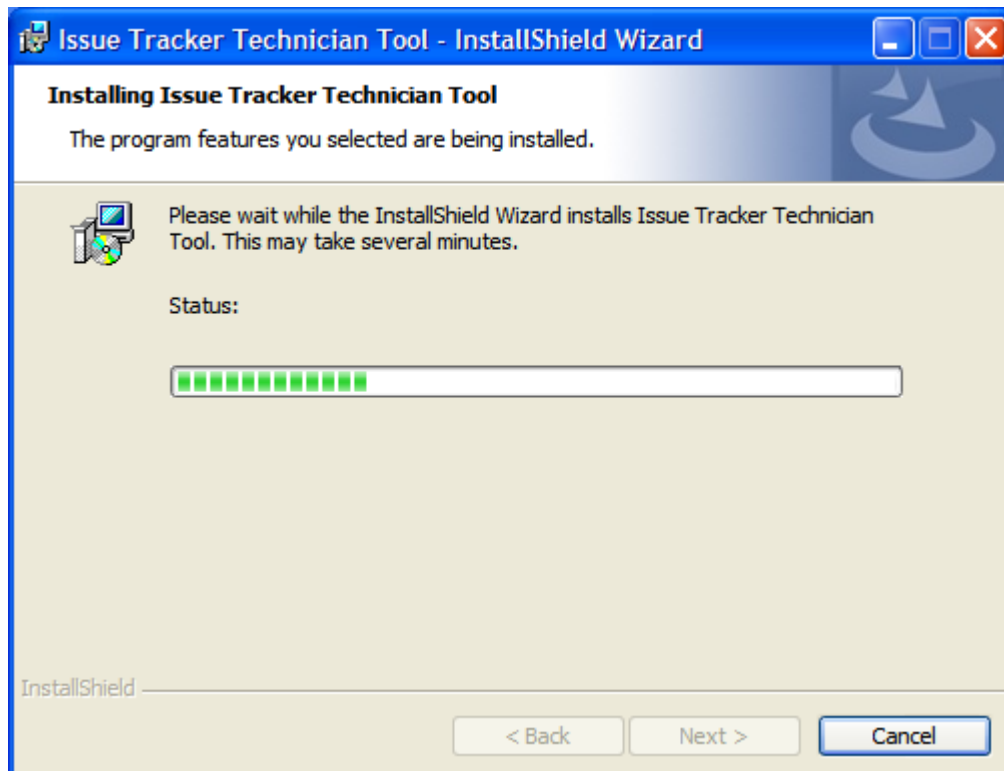 Issue Tracker Technician Tool - InstallShield Wizard
Installing Issue Tracker Technician Tool
The program features you selected are being installed.
Please wait while the InstallShield Wizard installs Issue Tracker Technician
Tool. This may take several minutes.
Status:
InstallShield
< Back Next > Cancel